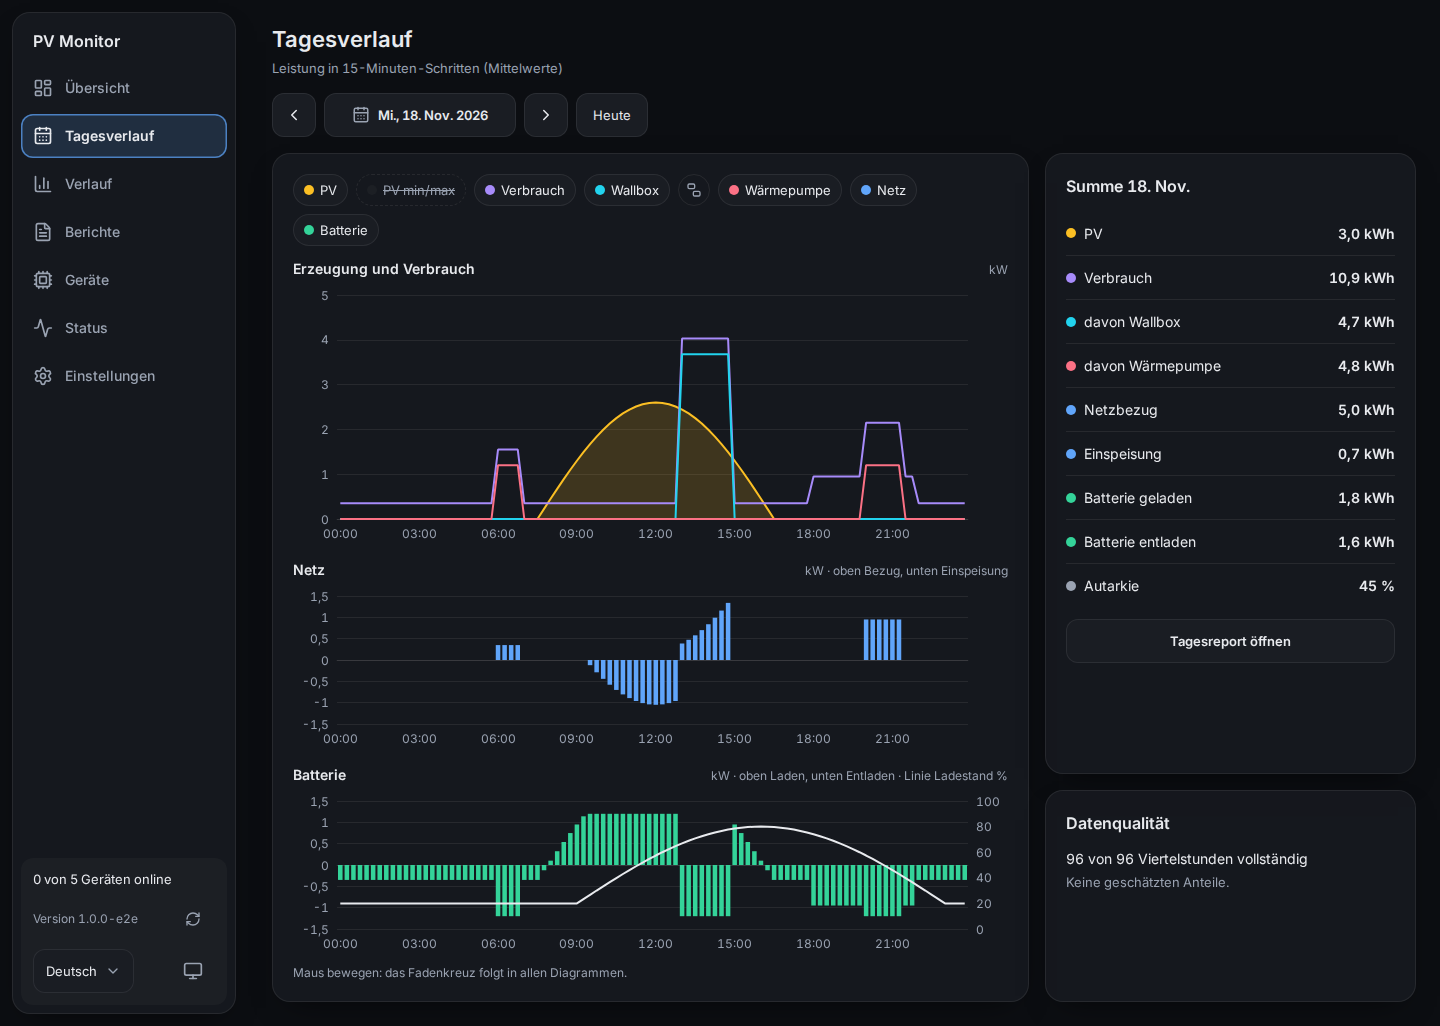 PV Monitor
Übersicht
Tagesverlauf
Verlauf
Berichte
Geräte
Status
Einstellungen
0 von 5 Geräten online
Version 1.0.0-e2e
Deutsch
Tagesverlauf
Leistung in 15-Minuten-Schritten (Mittelwerte)
Mi., 18. Nov. 2026
Heute
PV
PV min/max
Verbrauch
Wallbox
Wärmepumpe
Netz
Batterie
Erzeugung und Verbrauch
kW
5
4
3
2
1
0
00:00 03:00 06:00 09:00 12:00 15:00 18:00 21:00
Netz
kW · oben Bezug, unten Einspeisung
1,5
1
0,5
0
-0,5
-1
-1,5
00:00 03:00 06:00 09:00 12:00 15:00 18:00 21:00
Batterie
kW · oben Laden, unten Entladen · Linie Ladestand %
1,5 100
1 80
0,5 60
0 40
-0,5 20
-1 0
-1,5
00:00 03:00 06:00 09:00 12:00 15:00 18:00 21:00
Maus bewegen: das Fadenkreuz folgt in allen Diagrammen.
Summe 18. Nov.
PV 3,0 kWh
Verbrauch 10,9 kWh
davon Wallbox 4,7 kWh
davon Wärmepumpe 4,8 kWh
Netzbezug 5,0 kWh
Einspeisung 0,7 kWh
Batterie geladen 1,8 kWh
Batterie entladen 1,6 kWh
Autarkie 45 %
Tagesreport öffnen
Datenqualität
96 von 96 Viertelstunden vollständig
Keine geschätzten Anteile.